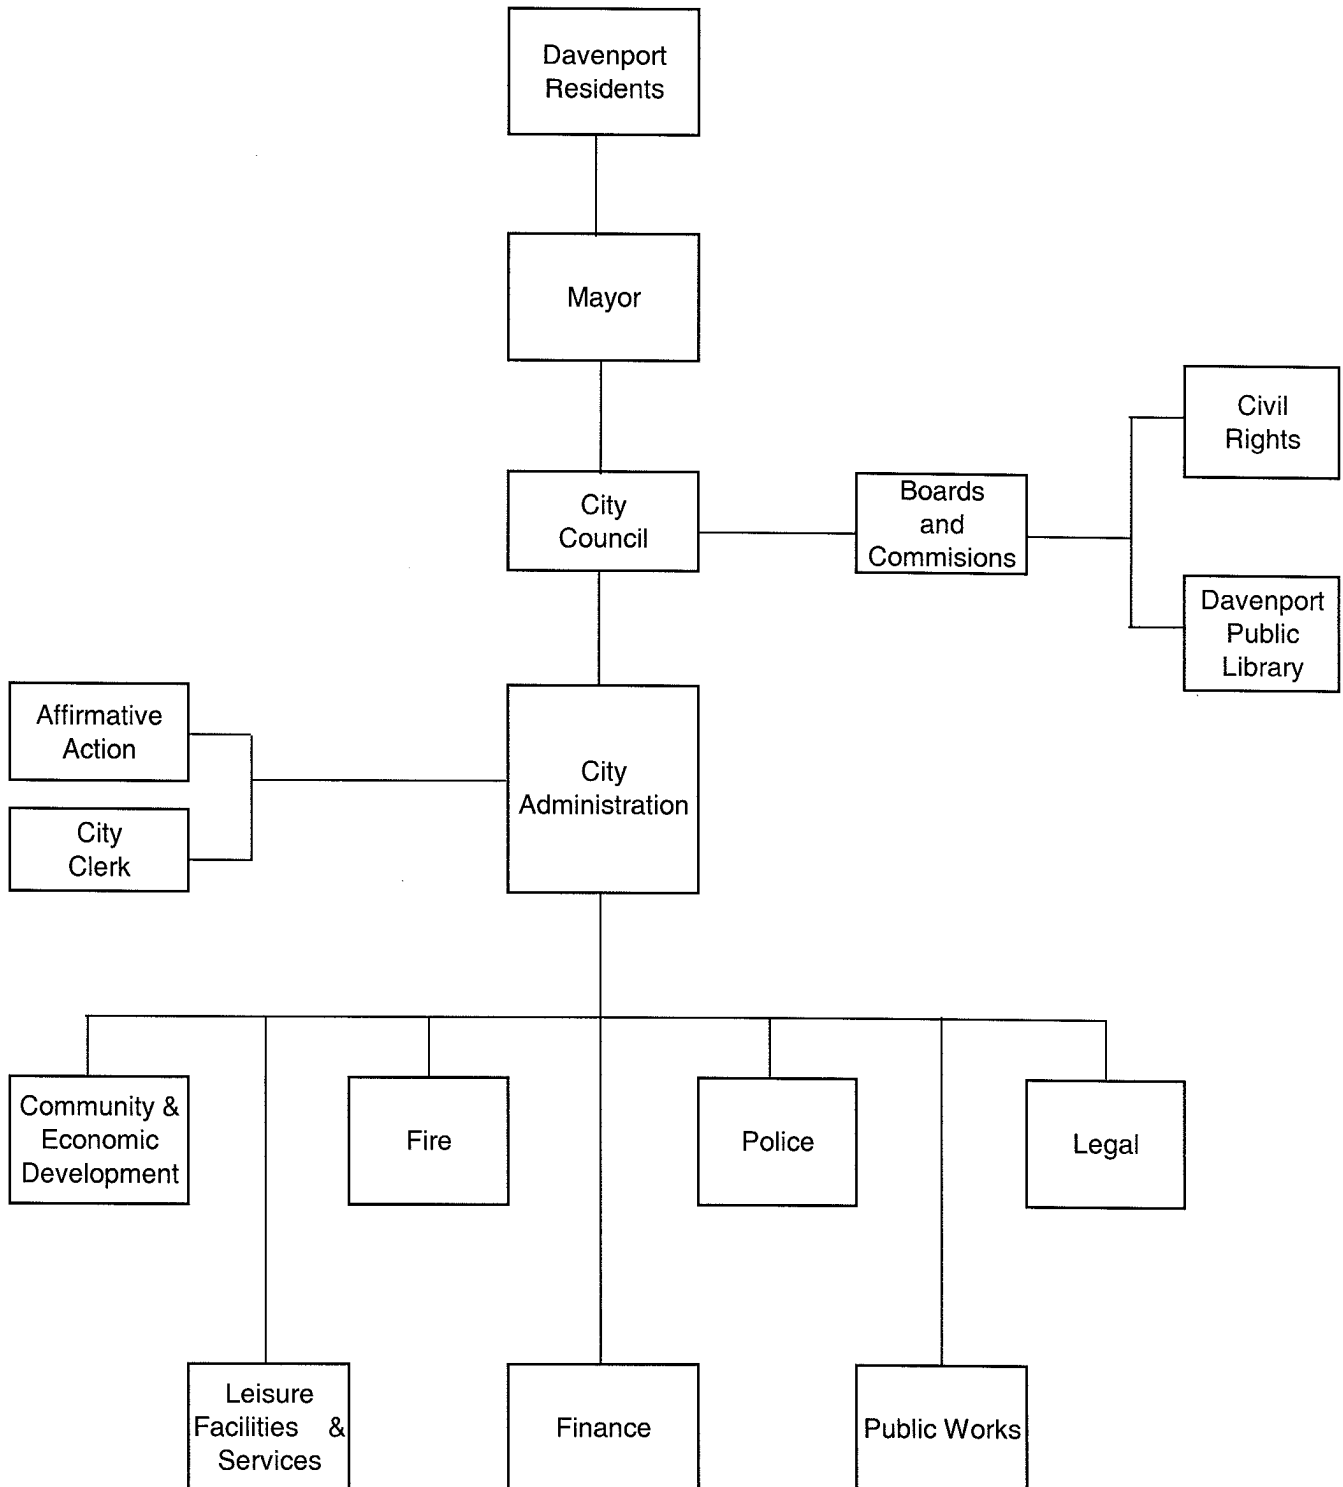 Davenport
Residents
Mayor
City
Council
Boards
and
Commisions
Civil
Rights
Davenport
Public
Library
Affirmative
Action
City
Clerk
City
Administration
Community &
Economic
Development
Fire
Police
Legal
Leisure
Facilities &
Services
Finance
Public Works